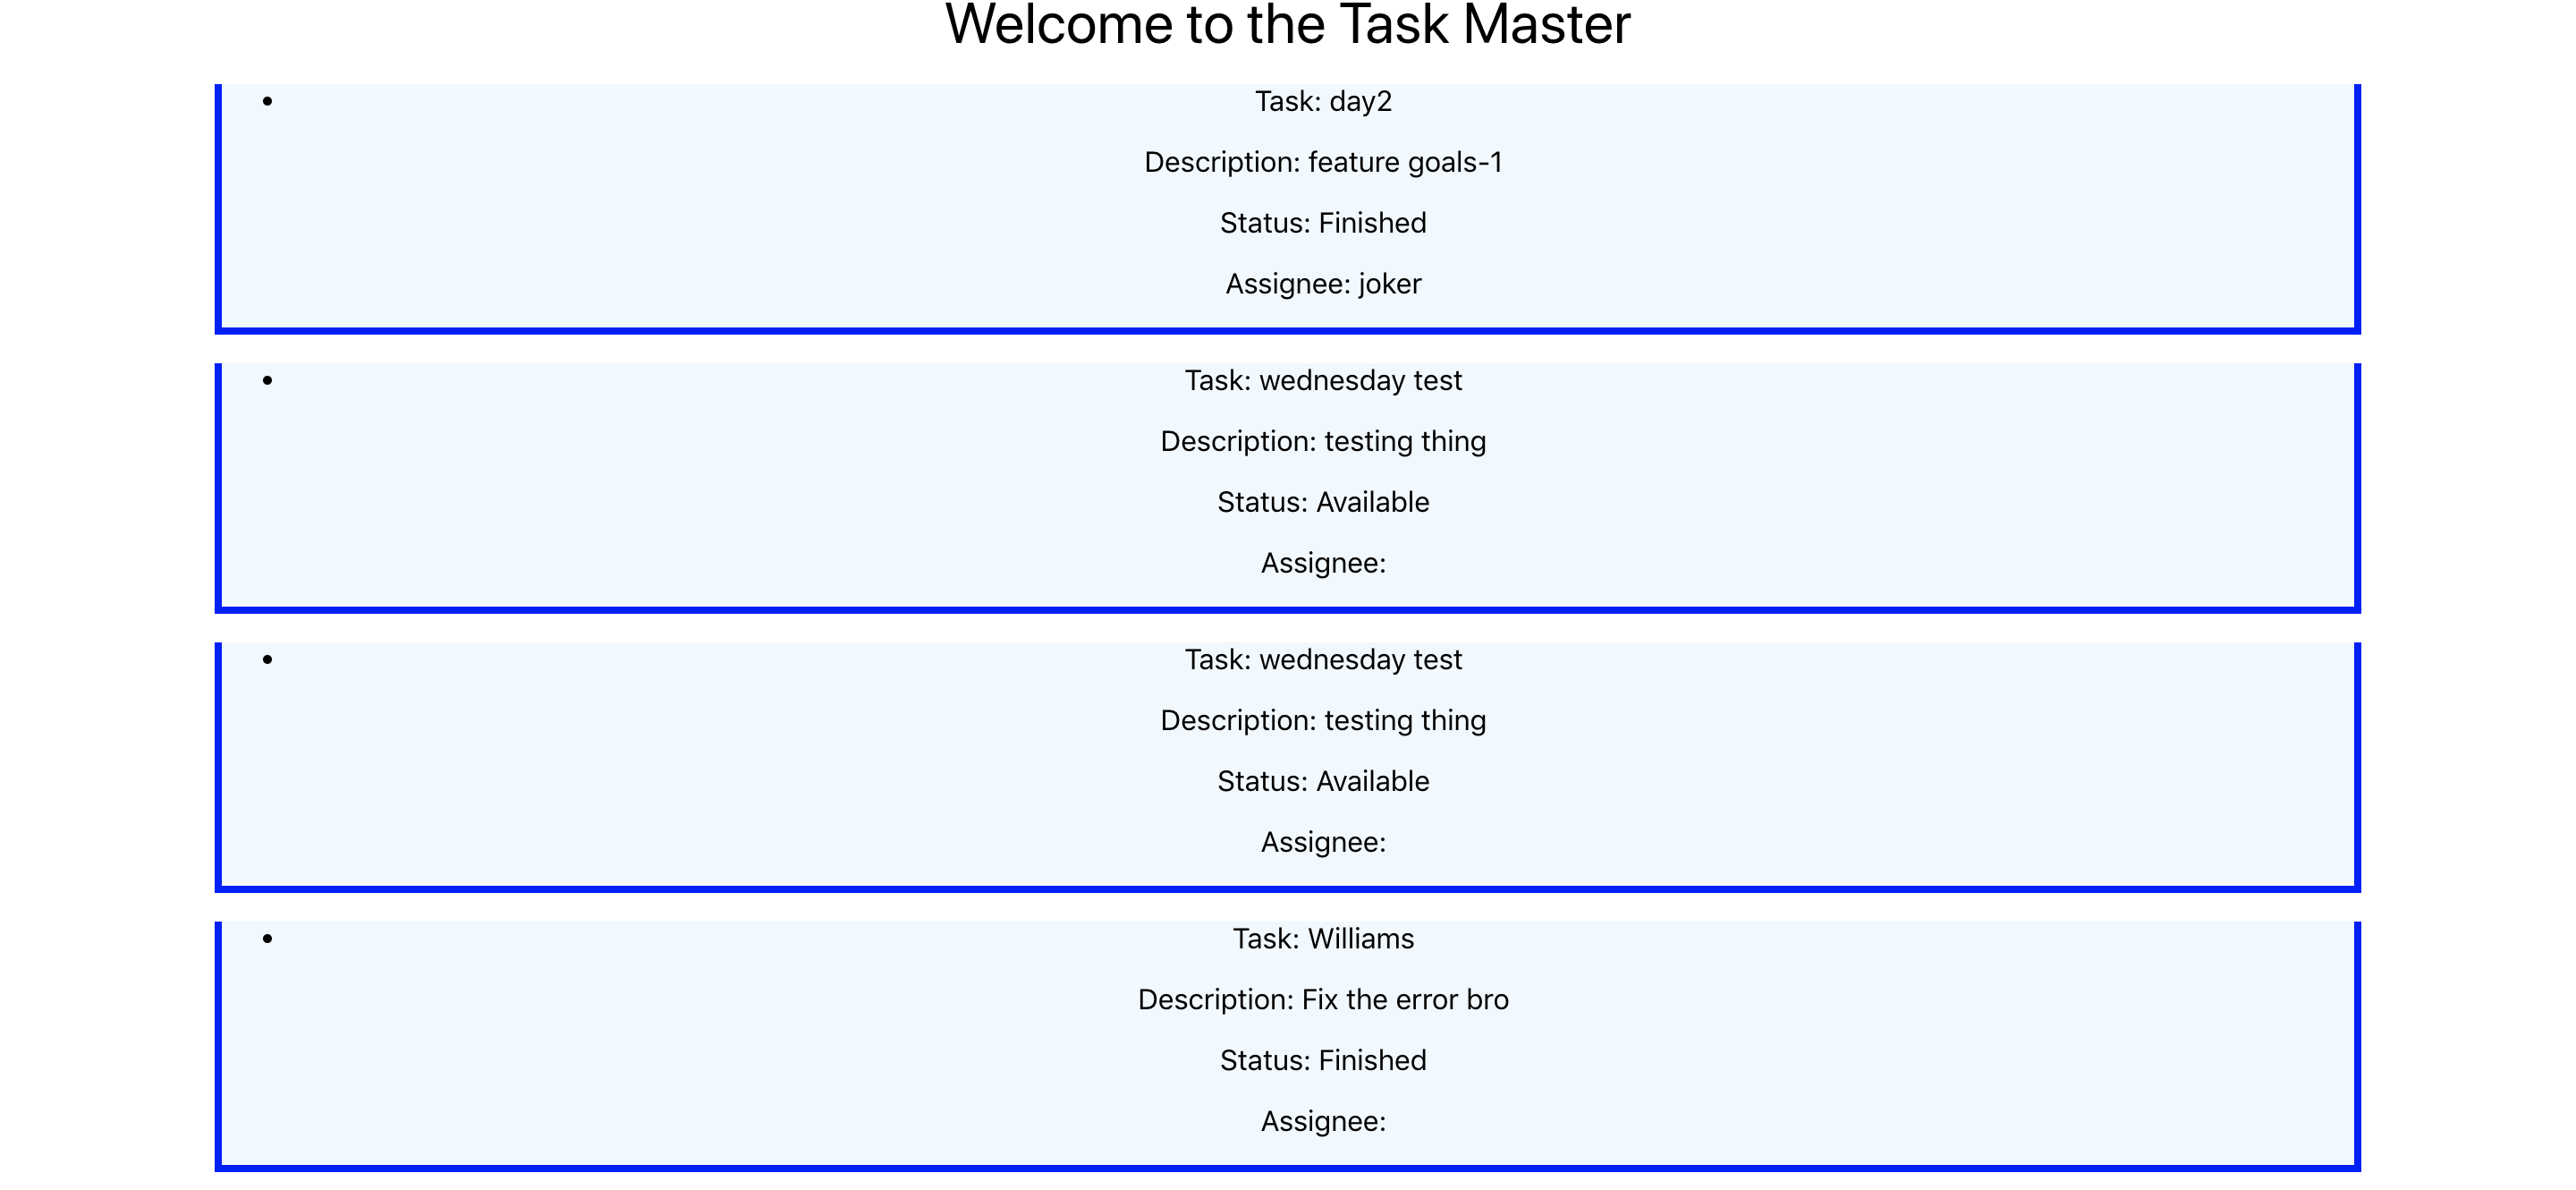 Welcome to the Task Master
• Task: day2
Description: feature goals-1
Status: Finished
Assignee: joker
• Task: wednesday test
Description: testing thing
Status: Available
Assignee:
• Task: wednesday test
Description: testing thing
Status: Available
Assignee:
• Task: Williams
Description: Fix the error bro
Status: Finished
Assignee: